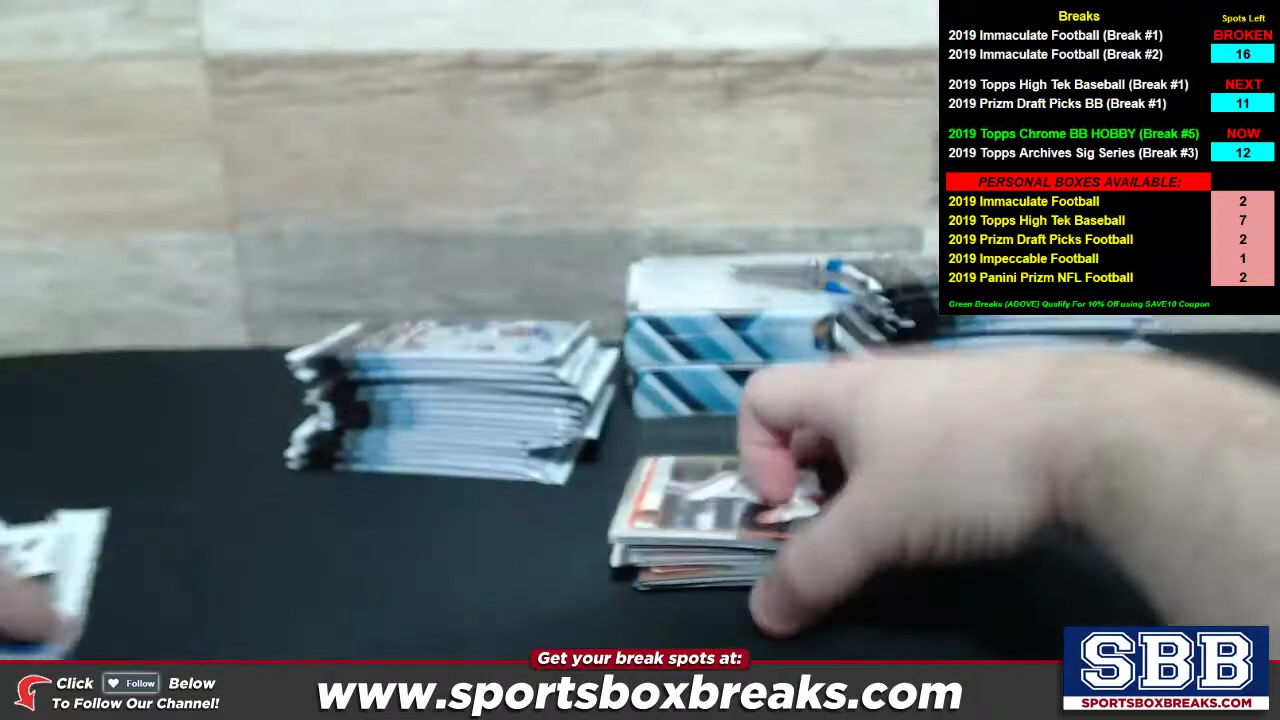 Breaks Spots Left
2019 Immaculate Football (Break #1) BROKEN
2019 Immaculate Football (Break #2) 16
2019 Topps High Tek Baseball (Break #1) NEXT
2019 Prizm Draft Picks BB (Break #1) 11
2019 Topps Chrome BB HOBBY (Break #5) NOW
2019 Topps Archives Sig Series (Break #3) 12
PERSONAL BOXES AVAILABLE:
2019 Immaculate Football 2
2019 Topps High Tek Baseball 7
2019 Prizm Draft Picks Football 2
2019 Impeccable Football 1
2019 Panini Prizm NFL Football 2
Green Breaks (ABOVE) Qualify For 10% Off using SAVE10 Coupon
Get your break spots at:
Click Follow Below
To Follow Our Channel!
www.sportsboxbreaks.com
SBB
SPORTSBOXBREAKS.COM